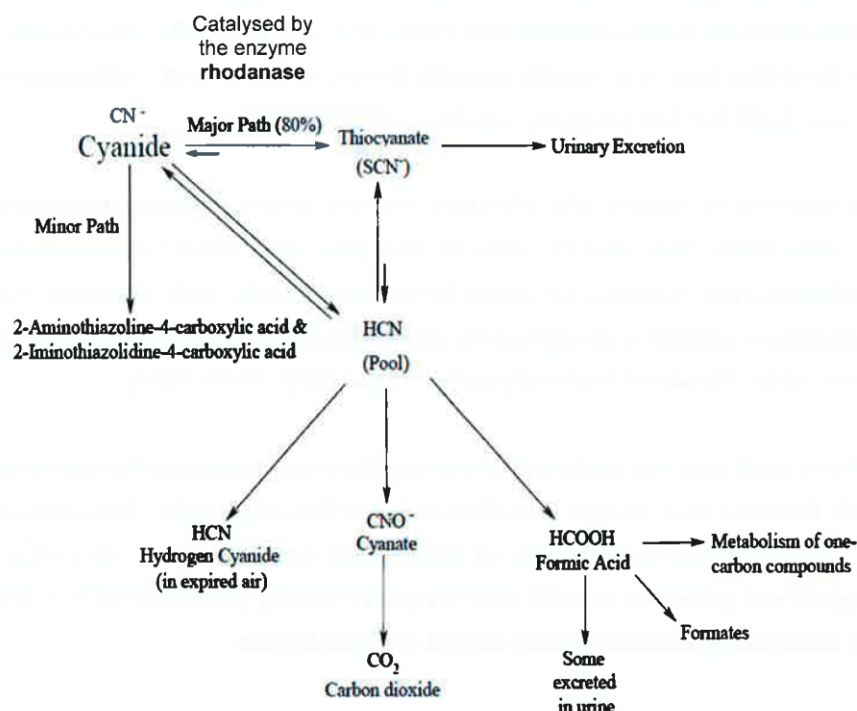 Catalysed by
the enzyme
rhodanase
CN -
Cyanide
Major Path (80%)
Thiocyanate
(SCN⁻)
Urinary Excretion
Minor Path
2-Aminothiazoline-4-carboxylic acid &
2-Iminothiazolidine-4-carboxylic acid
HCN
(Pool)
HCN
Hydrogen Cyanide
(in expired air)
CNO -
Cyanate
HCOOH
Formic Acid
Metabolism of one-
carbon compounds
Formates
CO₂
Carbon dioxide
Some
excreted
in urine